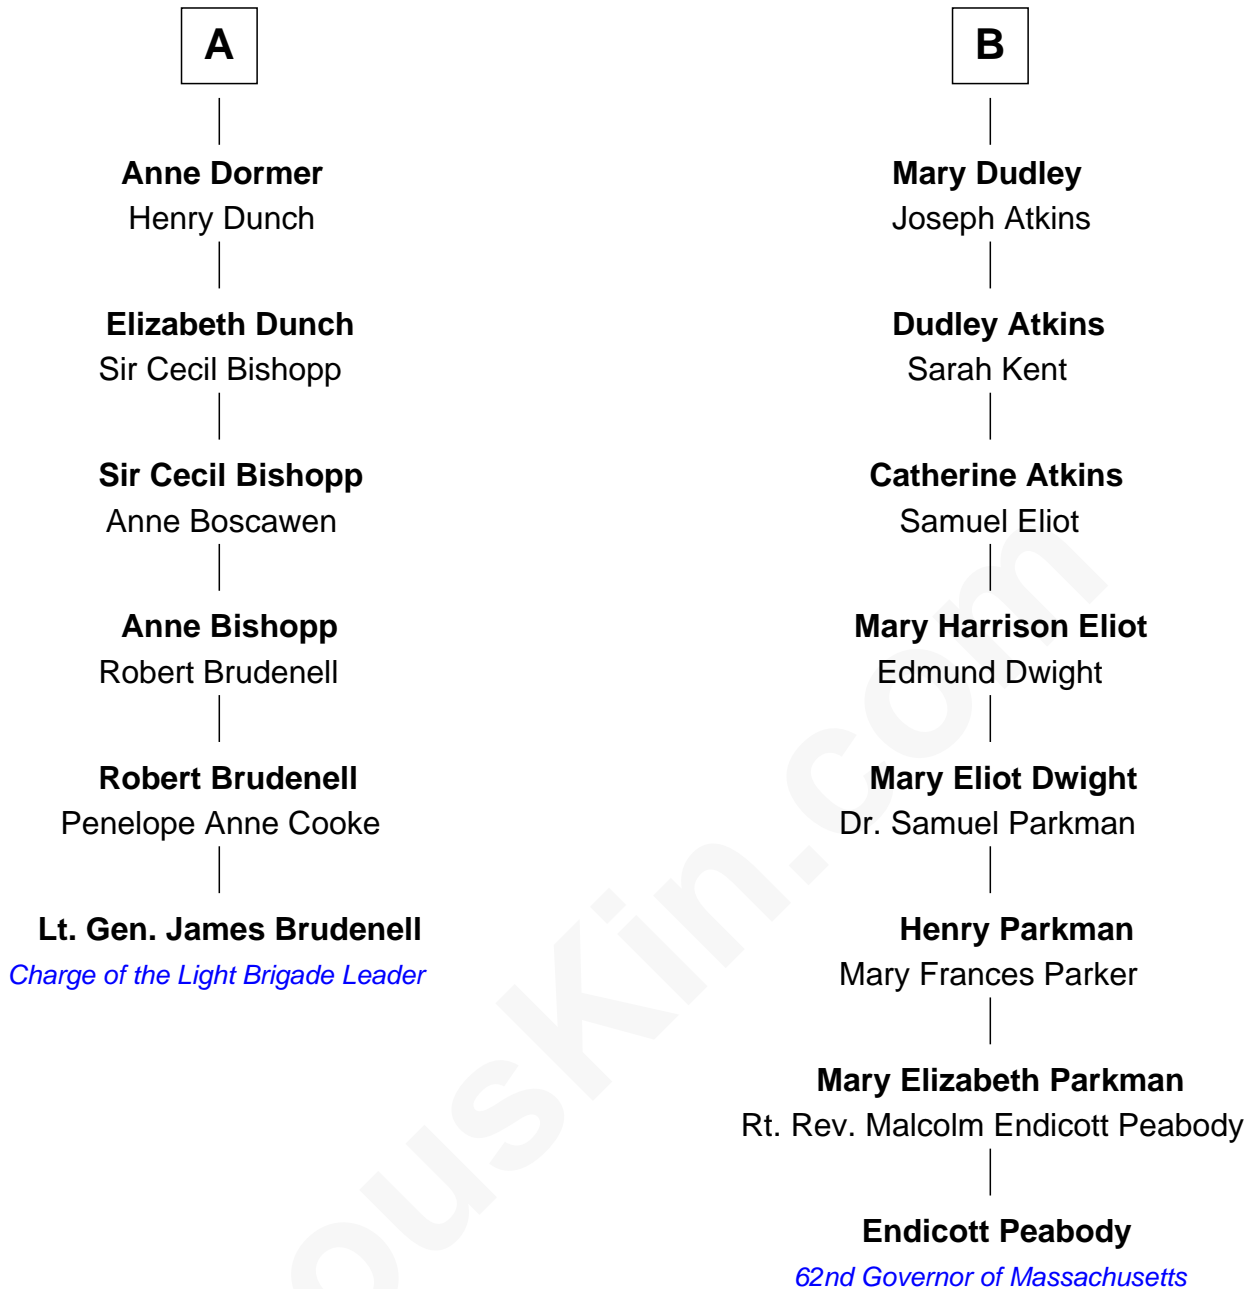 A
Anne Dormer
Henry Dunch
Elizabeth Dunch
Sir Cecil Bishopp
Sir Cecil Bishopp
Anne Boscawen
Anne Bishopp
Robert Brudenell
Robert Brudenell
Penelope Anne Cooke
Lt. Gen. James Brudenell
Charge of the Light Brigade Leader
B
Mary Dudley
Joseph Atkins
Dudley Atkins
Sarah Kent
Catherine Atkins
Samuel Eliot
Mary Harrison Eliot
Edmund Dwight
Mary Eliot Dwight
Dr. Samuel Parkman
Henry Parkman
Mary Frances Parker
Mary Elizabeth Parkman
Rt. Rev. Malcolm Endicott Peabody
Endicott Peabody
62nd Governor of Massachusetts
ousKin.com